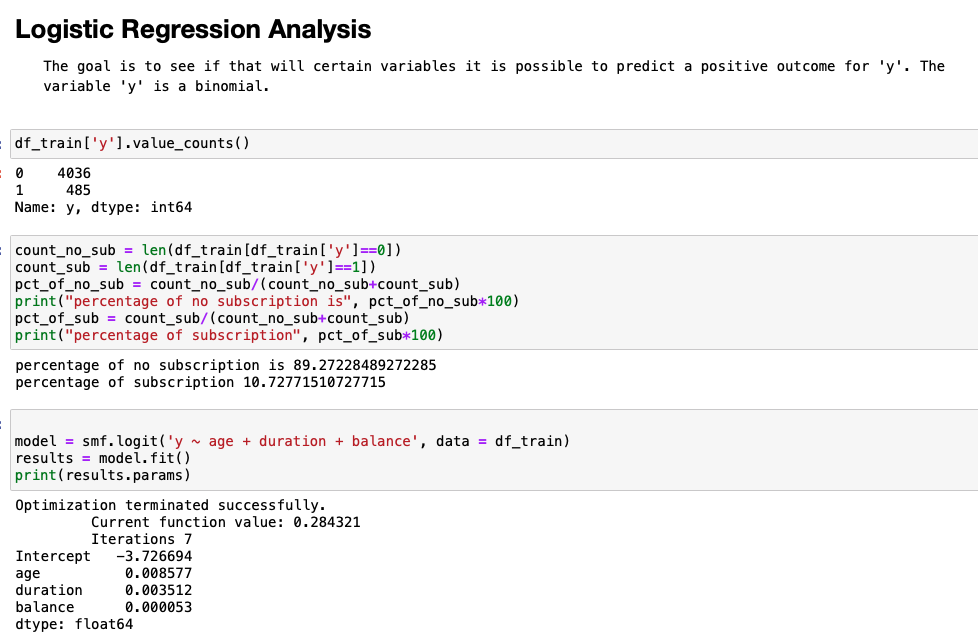 Logistic Regression Analysis
The goal is to see if that will certain variables it is possible to predict a positive outcome for 'y'. The
variable 'y' is a binomial.
df_train['y'].value_counts()
0    4036
1     485
Name: y, dtype: int64
count_no_sub = len(df_train[df_train['y']==0])
count_sub = len(df_train[df_train['y']==1])
pct_of_no_sub = count_no_sub/(count_no_sub+count_sub)
print("percentage of no subscription is", pct_of_no_sub*100)
pct_of_sub = count_sub/(count_no_sub+count_sub)
print("percentage of subscription", pct_of_sub*100)
percentage of no subscription is 89.27228489272285
percentage of subscription 10.72771510727715
model = smf.logit('y ~ age + duration + balance', data = df_train)
results = model.fit()
print(results.params)
Optimization terminated successfully.
         Current function value: 0.284321
         Iterations 7
Intercept   -3.726694
age          0.008577
duration     0.003512
balance      0.000053
dtype: float64